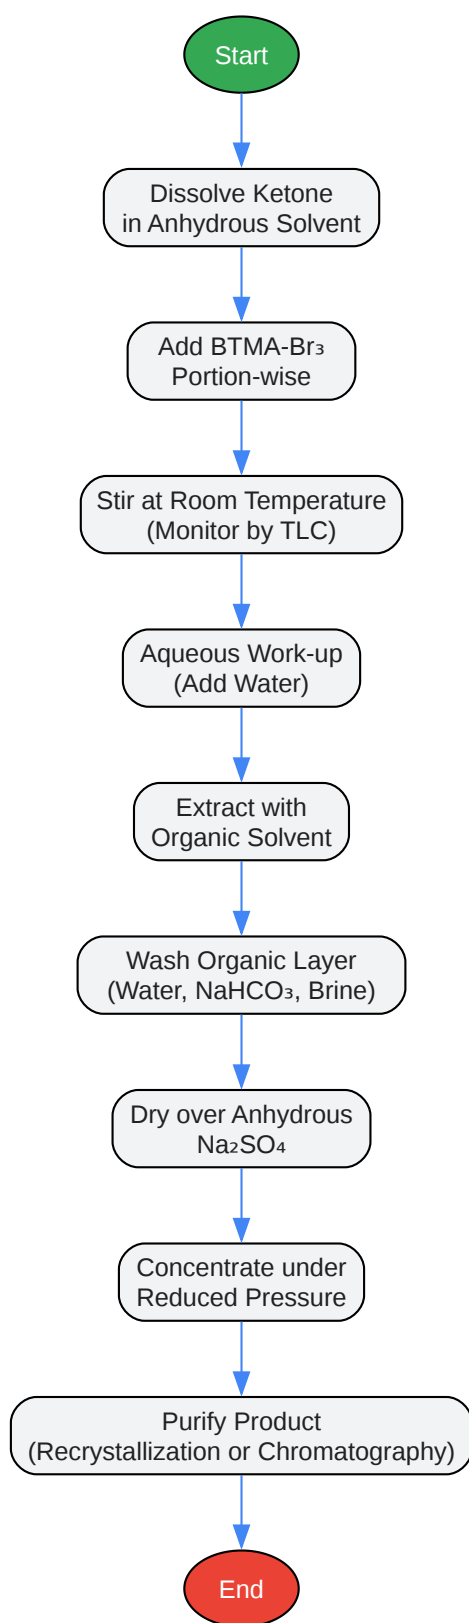 Start
Dissolve Ketone
in Anhydrous Solvent
Add BTMA-Br₃
Portion-wise
Stir at Room Temperature
(Monitor by TLC)
Aqueous Work-up
(Add Water)
Extract with
Organic Solvent
Wash Organic Layer
(Water, NaHCO₃, Brine)
Dry over Anhydrous
Na₂SO₄
Concentrate under
Reduced Pressure
Purify Product
(Recrystallization or Chromatography)
End